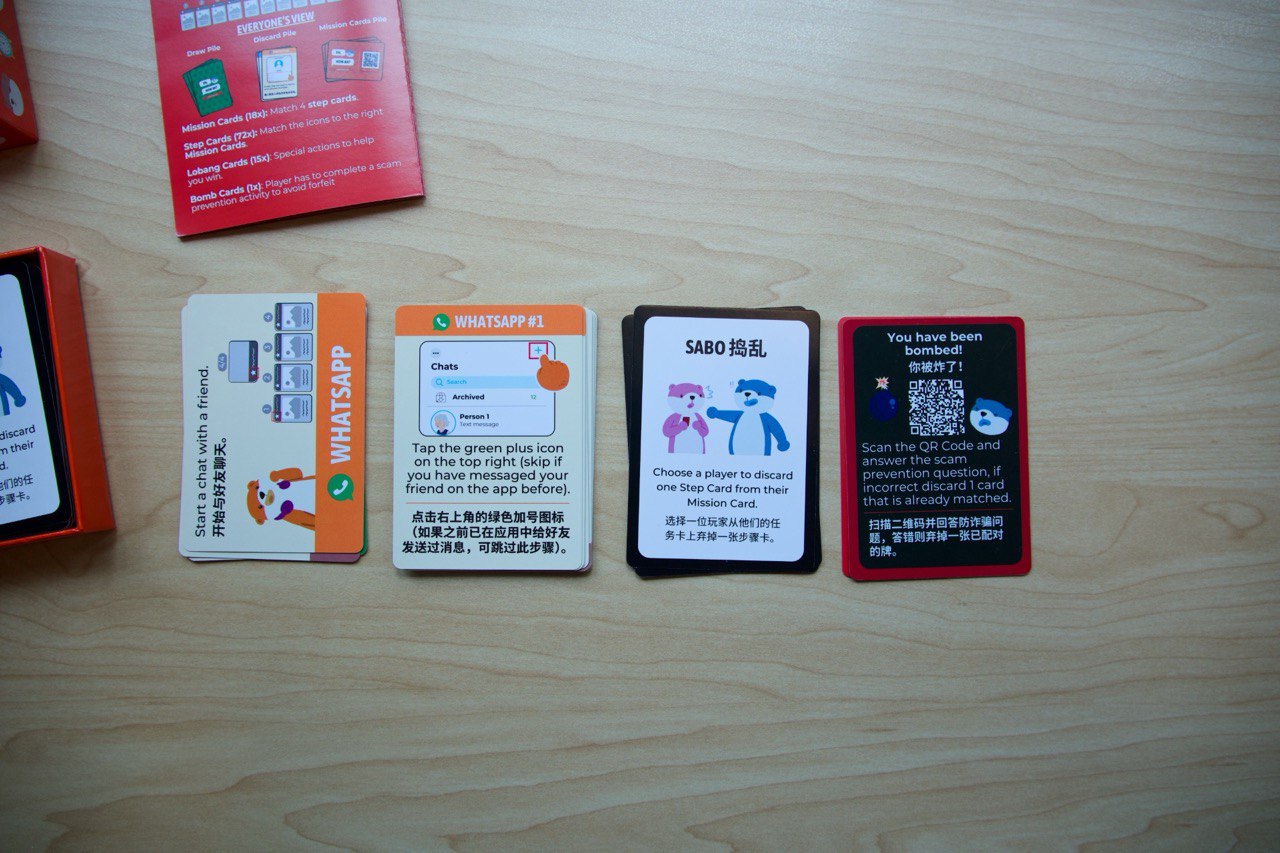 EVERYONE'S VIEW
Draw Pile
Discard Pile
Mission Cards Pile
Mission Cards (18x): Match 4 step cards.
Step Cards (72x): Match the icons to the right
Mission Cards.
Lobang Cards (15x): Special actions to help
you win.
Bomb Cards (1x): Player has to complete a scam
prevention activity to avoid forfeit
discard
m their
d.
他们的任
步骤卡。
WHATSAPP
Start a chat with a friend.
开始与好友聊天。
WHATSAPP #1
Chats
Search
Archived
12
Person 1
Text message
Tap the green plus icon
on the top right (skip if
you have messaged your
friend on the app before).
点击右上角的绿色加号图标
（如果之前已在应用中给好友
发送过消息，可跳过此步骤）。
SABO 捣乱
Choose a player to discard
one Step Card from their
Mission Card.
选择一位玩家从他们的任
务卡上弃掉一张步骤卡。
You have been
bombed!
你被炸了！
Scan the QR Code and
answer the scam
prevention question, if
incorrect discard 1 card
that is already matched.
扫描二维码并回答防诈骗问
题，答错则弃掉一张已配对
的牌。